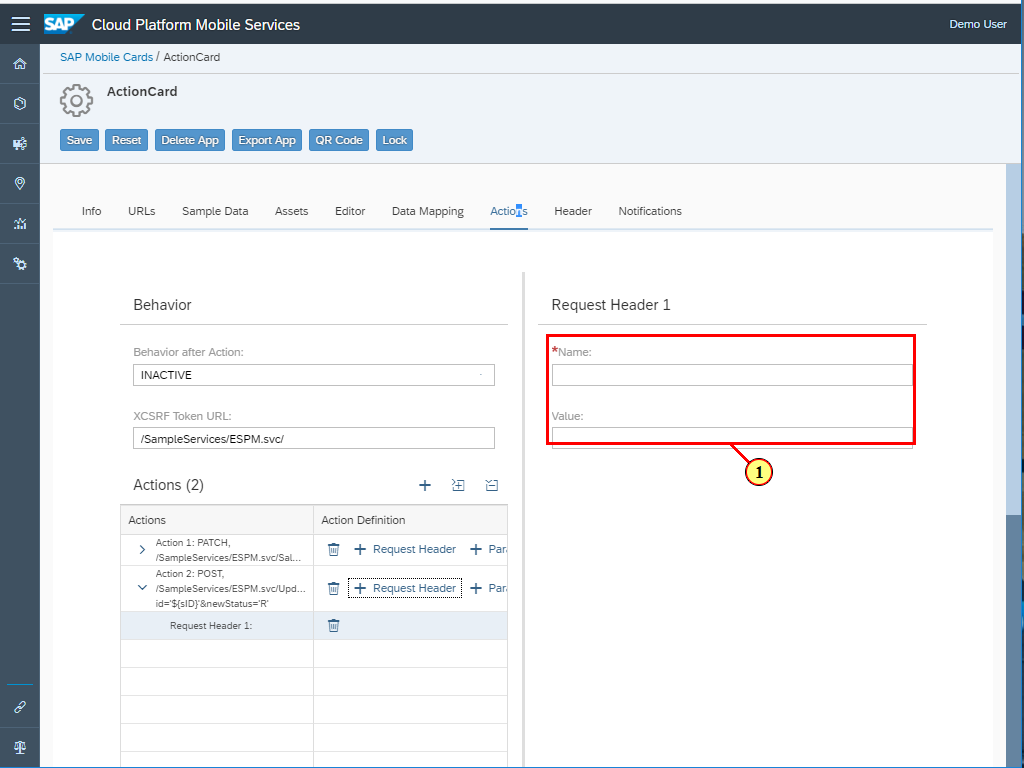 SAP Cloud Platform Mobile Services Demo User
SAP Mobile Cards / ActionCard
ActionCard
Save Reset Delete App Export App QR Code Lock
Info URLs Sample Data Assets Editor Data Mapping Actions Header Notifications
Behavior
Behavior after Action:
INACTIVE
XCSRF Token URL:
/SampleServices/ESPM.svc/
Actions (2)
Actions Action Definition
Action 1: PATCH,
/SampleServices/ESPM.svc/Sal...
Request Header Para
Action 2: POST,
/SampleServices/ESPM.svc/Upd...
id='${sID}'&newStatus='R'
Request Header Para
Request Header 1:
Request Header 1
*Name:
Value:
1